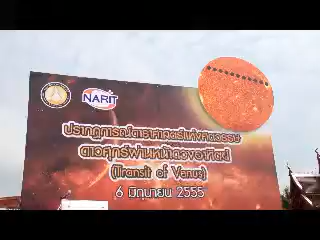 NARIT
ปรากฏการณ์ดาราศาสตร์แห่งศตวรรษ
ดาวศุกร์ผ่านหน้าดวงอาทิตย์
(Transit of Venus)
6 มิถุนายน 2555